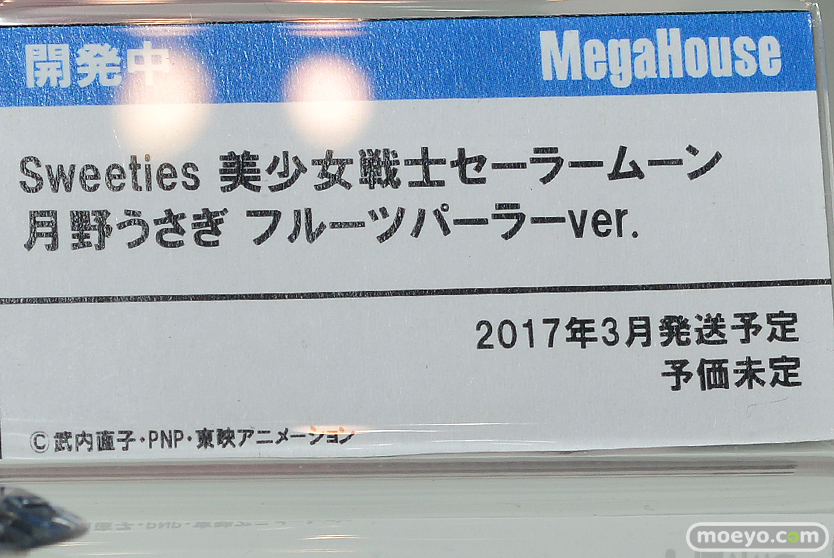 開発中 MegaHouse
Sweeties 美少女戦士セーラームーン
月野うさぎ フルーツパーラーver.
2017年3月発送予定
予価未定
©武内直子・PNP・東映アニメーション
moeyo.com